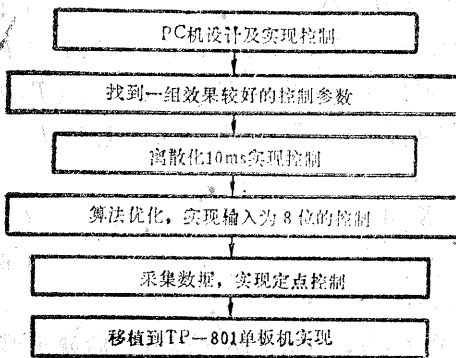 PC机设计及实现控制
找到一组效果较好的控制参数
离散化10ms实现控制
算法优化，实现输入为8位的控制
采集数据，实现定点控制
移植到TP—801单板机实现